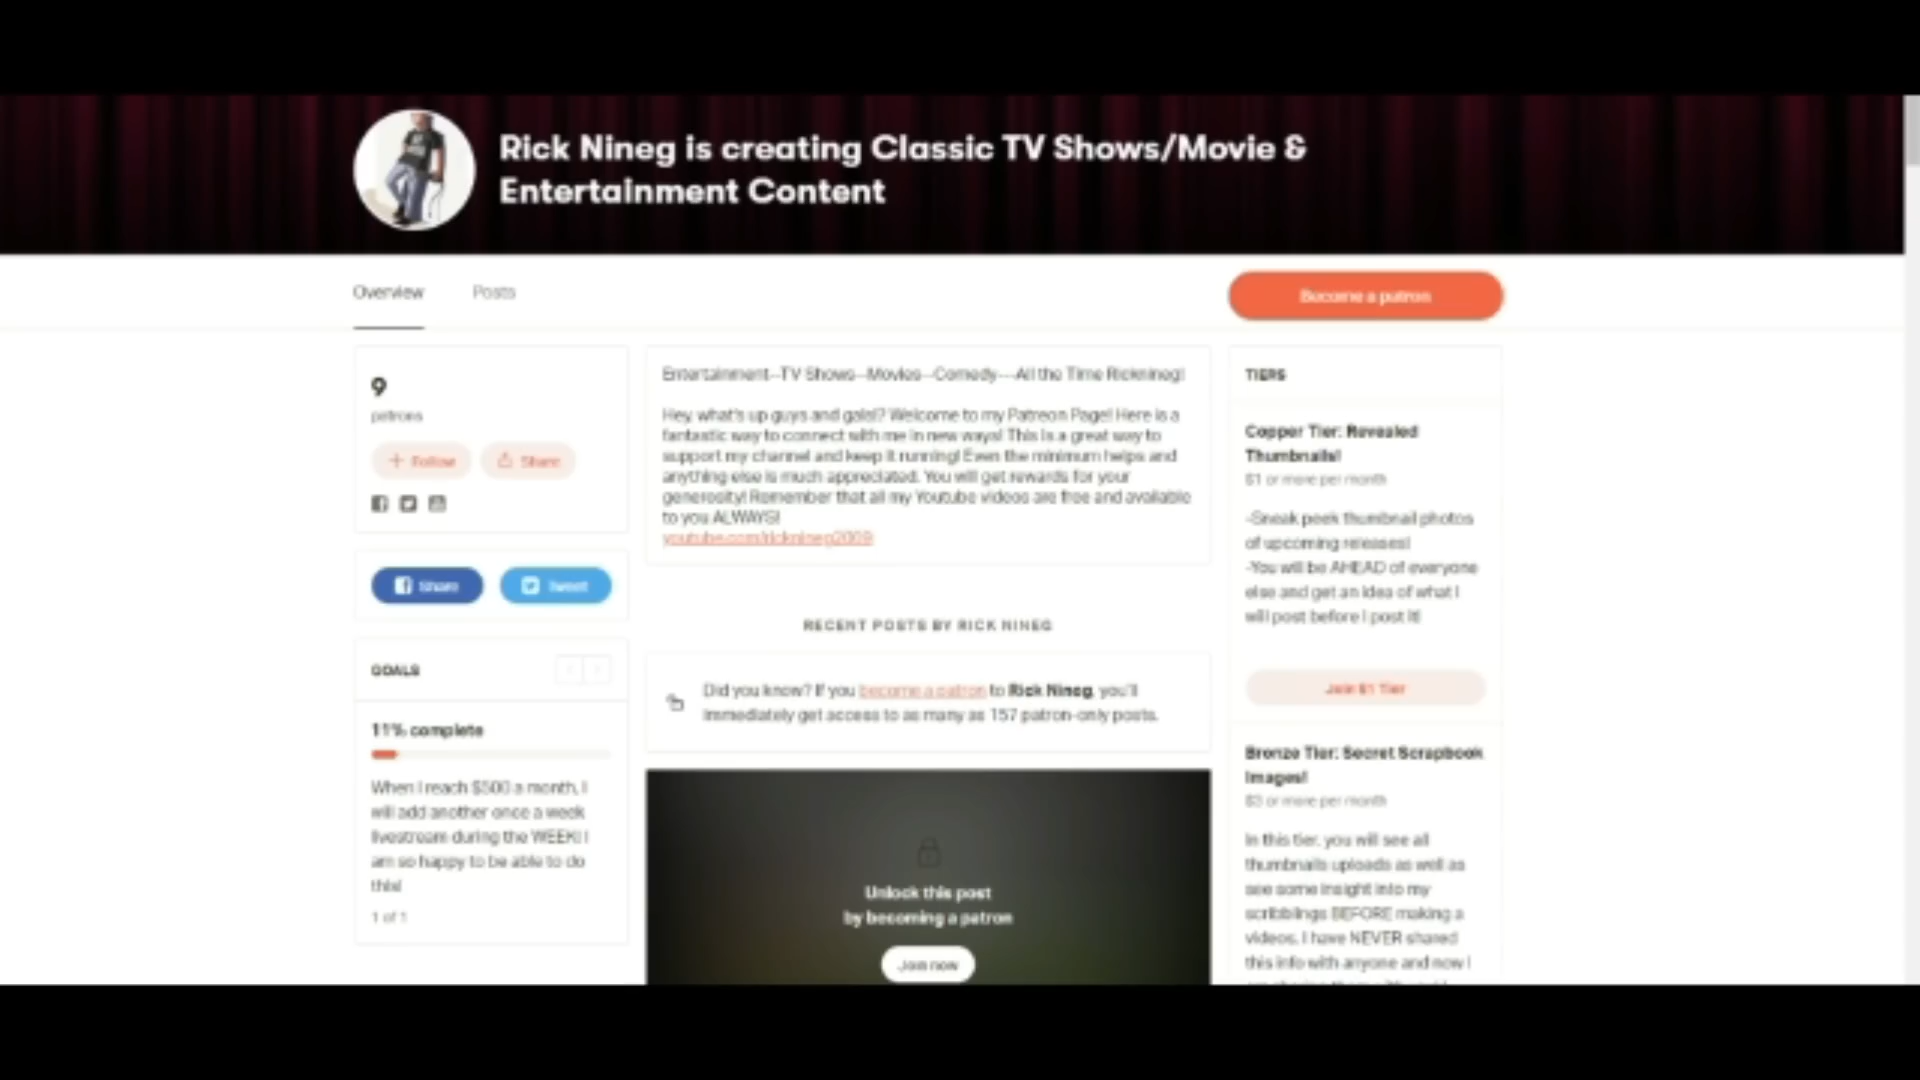 Rick Nineg is creating Classic TV Shows/Movie &
Entertainment Content
Overview
Posts
Become a patron
9
patrons
Follow
Share
Share
Tweet
GOALS
11% complete
When I reach $500 a month, I
will add another once a week
livestream during the WEEK! I
am so happy to be able to do
this!
1 of 1
Entertainment--TV Shows--Movies--Comedy---All the Time Ricknineg!
Hey, what's up guys and gals!? Welcome to my Patreon Page! Here is a
fantastic way to connect with me in new ways! This is a great way to
support my channel and keep it running! Even the minimum helps and
anything else is much appreciated. You will get rewards for your
generosity! Remember that all my Youtube videos are free and available
to you ALWAYS!
youtube.com/ricknineg2009
RECENT POSTS BY RICK NINEG
Did you know? If you become a patron to Rick Nineg, you'll
immediately get access to as many as 157 patron-only posts.
Unlock this post
by becoming a patron
Join now
TIERS
Copper Tier: Revealed
Thumbnails!
$1 or more per month
-Sneak peek thumbnail photos
of upcoming releases!
-You will be AHEAD of everyone
else and get an idea of what I
will post before I post it!
Join $1 Tier
Bronze Tier: Secret Scrapbook
Images!
$3 or more per month
In this tier, you will see all
thumbnails uploads as well as
see some insight into my
scribblings BEFORE making a
videos. I have NEVER shared
this info with anyone and now I